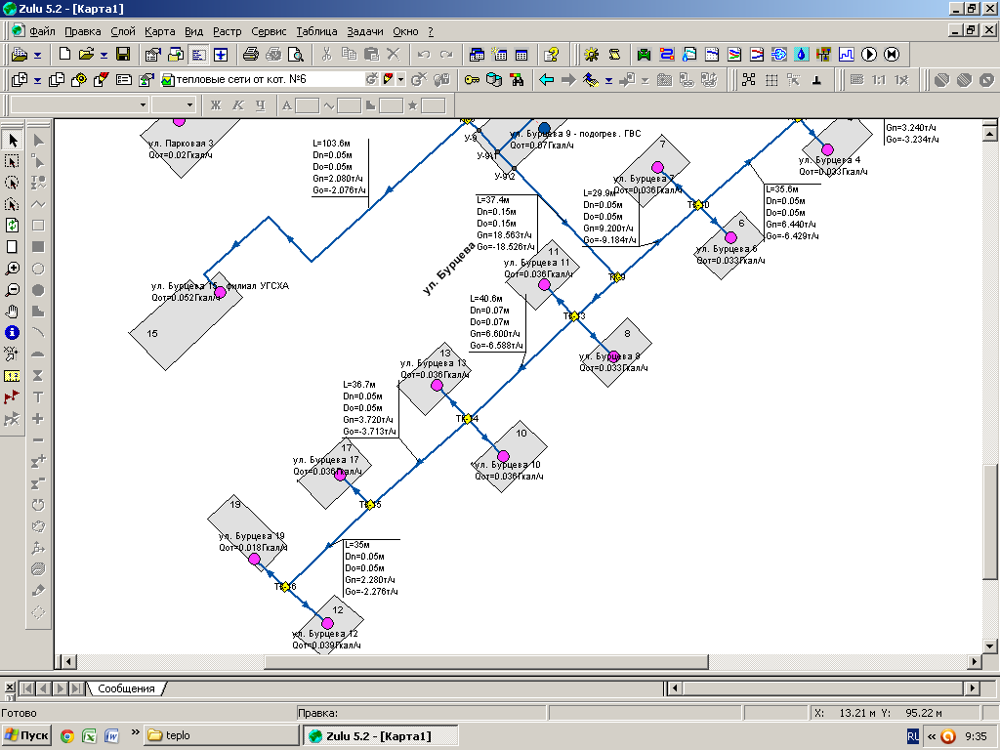 Zulu 5.2 - [Карта1]
Файл Правка Слой Карта Вид Растр Сервис Таблица Задачи Окно ?
тепловые сети от кот. №6
1:1
Ж К Ч
ул. Парковая 3
Qот=0.02Гкал/ч
L=103.6м
Dп=0.05м
Dо=0.05м
Gп=2.080т/ч
Gо=-2.076т/ч
У-9
У-9\1
У-9\2
ул. Бурцева 9 - подогрев. ГВС
Qот=0.07Гкал/ч
7
ул. Бурцева 7
Qот=0.036Гкал/ч
ул. Бурцева 4
Qот=0.033Гкал/ч
Gп=3.240т/ч
Gо=-3.234т/ч
L=35.6м
Dп=0.05м
Dо=0.05м
Gп=6.440т/ч
Gо=-6.429т/ч
L=29.9м
Dп=0.05м
Dо=0.05м
Gп=9.200т/ч
Gо=-9.184т/ч
6
ул. Бурцева 6
Qот=0.033Гкал/ч
L=37.4м
Dп=0.15м
Dо=0.15м
Gп=18.563т/ч
Gо=-18.526т/ч
ул. Бурцева
11
ул. Бурцева 11
Qот=0.036Гкал/ч
ул. Бурцева 15 - филиал УГСХА
Qот=0.052Гкал/ч
15
L=40.6м
Dп=0.07м
Dо=0.07м
Gп=6.600т/ч
Gо=-6.588т/ч
8
ул. Бурцева 8
Qот=0.033Гкал/ч
13
ул. Бурцева 13
Qот=0.036Гкал/ч
L=36.7м
Dп=0.05м
Dо=0.05м
Gп=3.720т/ч
Gо=-3.713т/ч
10
ул. Бурцева 10
Qот=0.036Гкал/ч
17
ул. Бурцева 17
Qот=0.036Гкал/ч
19
ул. Бурцева 19
Qот=0.018Гкал/ч
L=35м
Dп=0.05м
Dо=0.05м
Gп=2.280т/ч
Gо=-2.276т/ч
12
ул. Бурцева 12
Qот=0.039Гкал/ч
Сообщения
Готово Правка: X: 13.21 м Y: 95.22 м
Пуск teplo Zulu 5.2 - [Карта1] RU 9:35